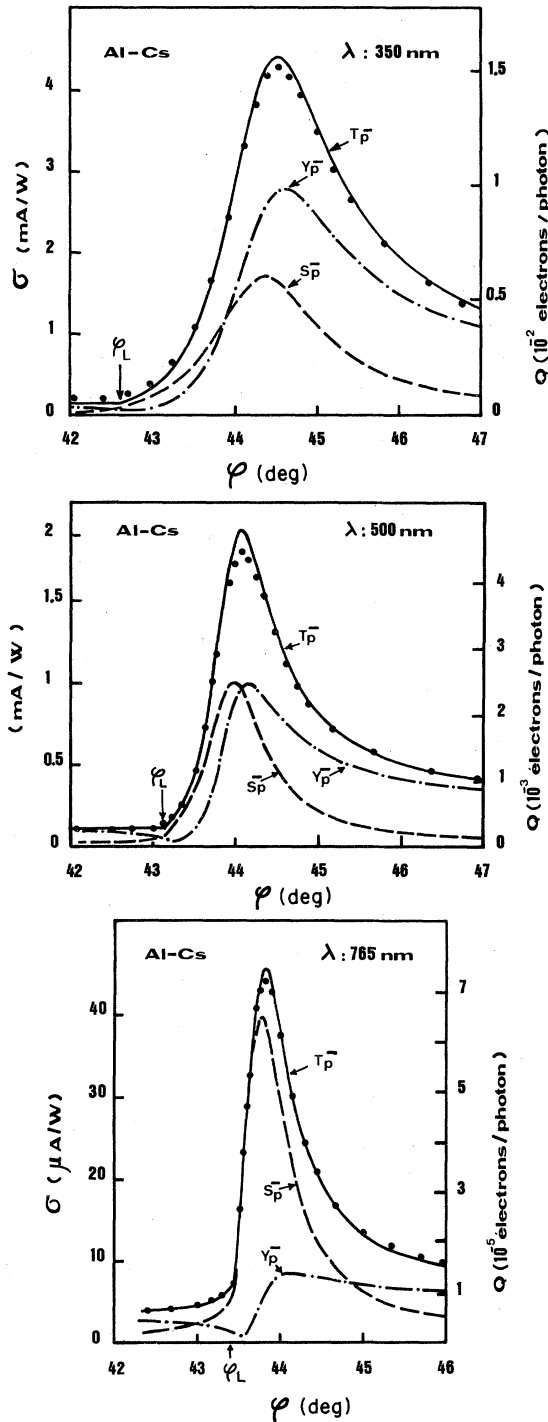 Al-Cs λ: 350 nm
4
3
2
1
0
σ (mA/W)
1.5
1
0.5
0
Q (10⁻² electrons/photon)
Tp⁻
Yp⁻
Sp⁻
φL
42 43 44 45 46 47
φ (deg)
Al-Cs λ: 500 nm
2
1.5
1
0.5
0
(mA/W)
4
3
2
1
0
Q (10⁻³ électrons/photon)
Tp⁻
Sp⁻
Yp⁻
φL
42 43 44 45 46 47
φ (deg)
Al-Cs λ: 765 nm
40
30
20
10
0
σ (μA/W)
7
5
3
1
Q (10⁻⁵ électrons/photon)
Tp⁻
Sp⁻
Yp⁻
42 43 44 45 46
φL
φ (deg)